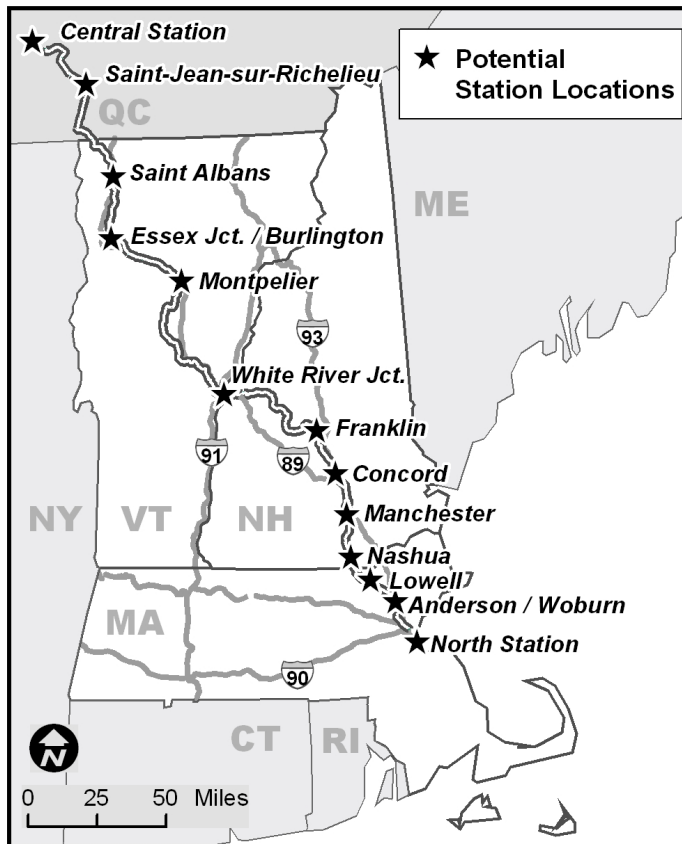 Central Station
Potential
Station Locations
Saint-Jean-sur-Richelieu
QC
Saint Albans
ME
Essex Jct. / Burlington
Montpelier
93
White River Jct.
Franklin
91
89
Concord
NY
VT
NH
Manchester
Nashua
Lowell
Anderson / Woburn
MA
North Station
90
CT
RI
N
0 25 50 Miles